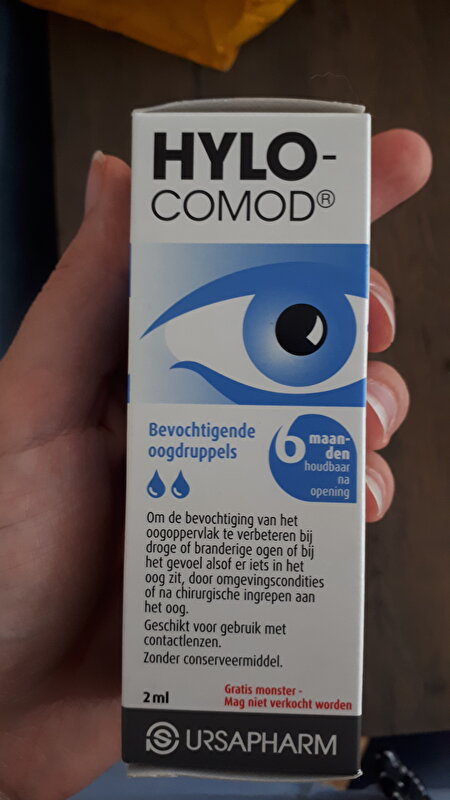 HYLO-
COMOD®
Bevochtigende
oogdruppels
6 maan-
den
houdbaar
na
opening
Om de bevochtiging van het
oogoppervlak te verbeteren bij
droge of branderige ogen of bij
het gevoel alsof er iets in het
oog zit, door omgevingscondities
of na chirurgische ingrepen aan
het oog.
Geschikt voor gebruik met
contactlenzen.
Zonder conserveermiddel.
2 ml
Gratis monster -
Mag niet verkocht worden
URSAPHARM